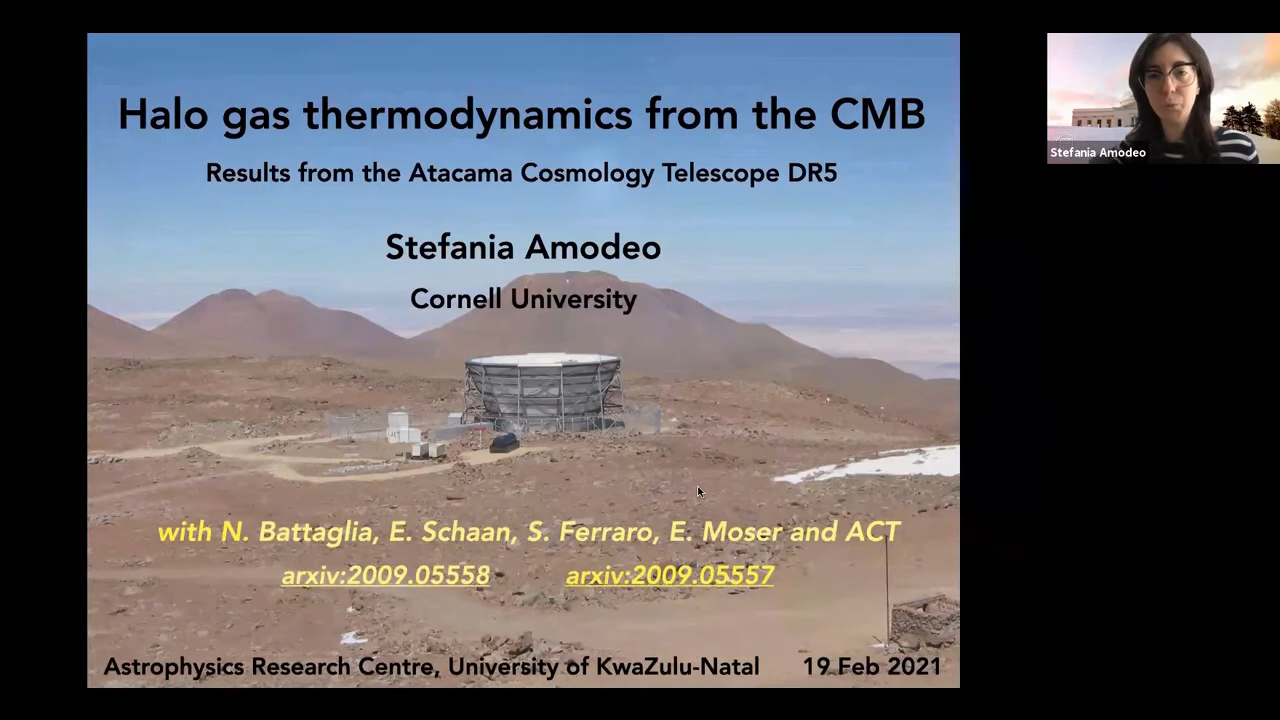 Halo gas thermodynamics from the CMB
Results from the Atacama Cosmology Telescope DR5
Stefania Amodeo
Cornell University
with N. Battaglia, E. Schaan, S. Ferraro, E. Moser and ACT
arxiv:2009.05558 arxiv:2009.05557
Astrophysics Research Centre, University of KwaZulu-Natal 19 Feb 2021
Stefania Amodeo